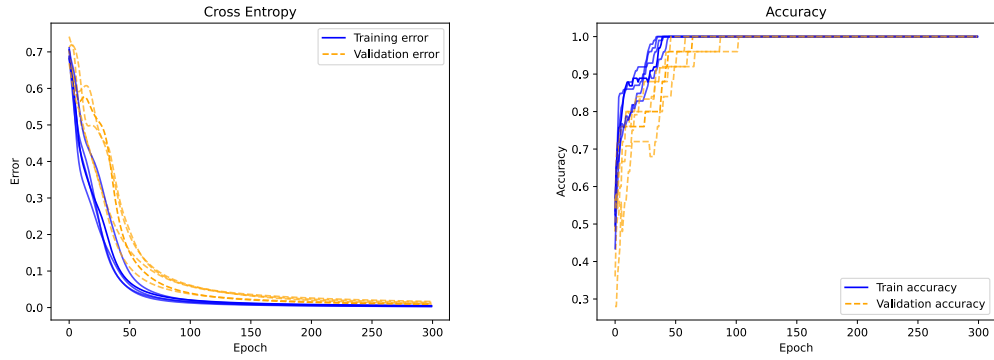 Cross Entropy
Training error
Validation error
0.7
0.6
0.5
0.4
0.3
0.2
0.1
0.0
Error
0 50 100 150 200 250 300
Epoch
Accuracy
1.0
0.9
0.8
0.7
0.6
0.5
0.4
0.3
Accuracy
Train accuracy
Validation accuracy
0 50 100 150 200 250 300
Epoch